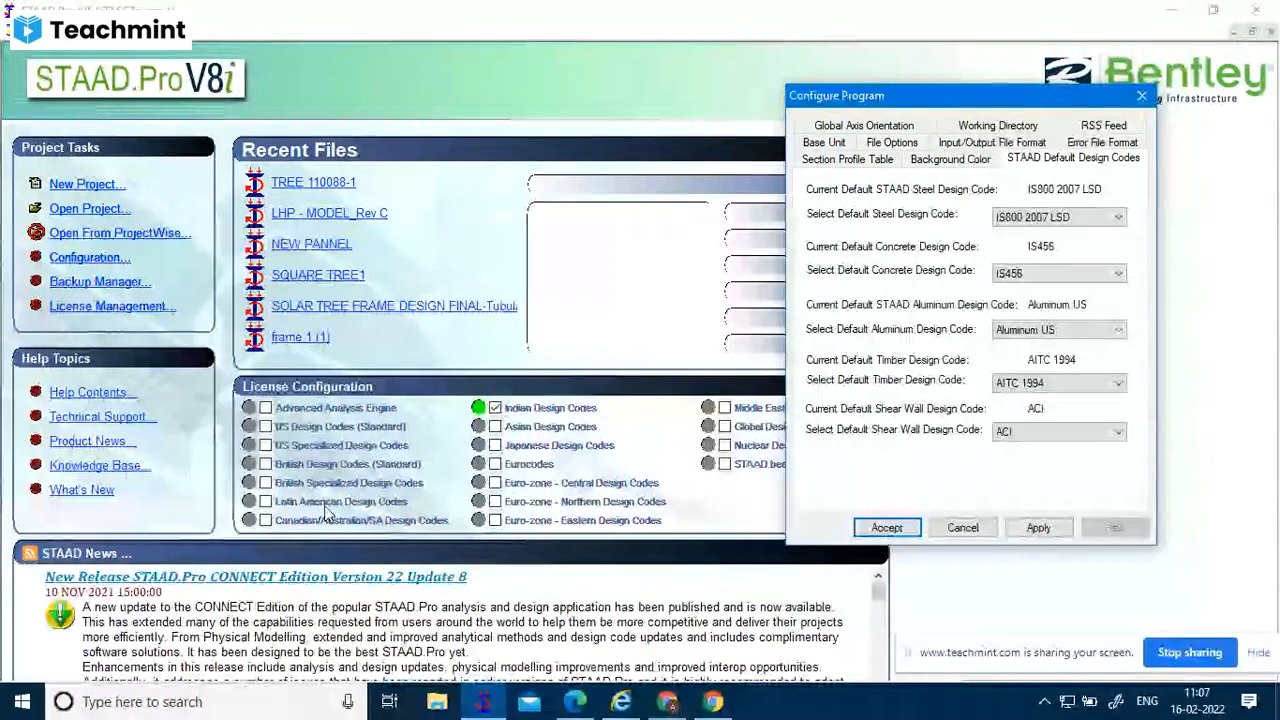 Teachmint
STAAD.Pro V8i
Bentley
Infrastructure
Project Tasks
New Project...
Open Project...
Open From ProjectWise...
Configuration...
Backup Manager...
License Management...
Recent Files
TREE 110088-1
LHP - MODEL_Rev C
NEW PANNEL
SQUARE TREE1
SOLAR TREE FRAME DESIGN FINAL-Tubula
frame 1 (1)
Help Topics
Help Contents...
Technical Support...
Product News...
Knowledge Base...
What's New
License Configuration
Advanced Analysis Engine
US Design Codes (Standard)
US Specialized Design Codes
British Design Codes (Standard)
British Specialized Design Codes
Latin American Design Codes
Canadian/Australian/SA Design Codes
Indian Design Codes
Asian Design Codes
Japanese Design Codes
Eurocodes
Euro-zone - Central Design Codes
Euro-zone - Northern Design Codes
Euro-zone - Eastern Design Codes
Middle East
Global Desi
Nuclear De
STAAD.bea
Configure Program
Global Axis Orientation Working Directory RSS Feed
Base Unit File Options Input/Output File Format Error File Format
Section Profile Table Background Color STAAD Default Design Codes
Current Default STAAD Steel Design Code: IS800 2007 LSD
Select Default Steel Design Code: IS800 2007 LSD
Current Default Concrete Design Code: IS456
Select Default Concrete Design Code: IS456
Current Default STAAD Aluminum Design Code: Aluminum US
Select Default Aluminum Design Code: Aluminum US
Current Default Timber Design Code: AITC 1994
Select Default Timber Design Code: AITC 1994
Current Default Shear Wall Design Code: ACI
Select Default Shear Wall Design Code: ACI
Accept Cancel Apply Help
STAAD News ...
New Release STAAD.Pro CONNECT Edition Version 22 Update 8
10 NOV 2021 15:00:00
A new update to the CONNECT Edition of the popular STAAD.Pro analysis and design application has been published and is now available.
This has extended many of the capabilities requested from users around the world to help them be more competitive and deliver their projects
more efficiently. From Physical Modelling, extended and improved analytical methods and design code updates and includes complimentary
software solutions. It has been designed to be the best STAAD.Pro yet.
Enhancements in this release include analysis and design updates, physical modelling improvements and improved interop opportunities.
www.teachmint.com is sharing your screen. Stop sharing Hide
Type here to search
ENG
11:07
16-02-2022